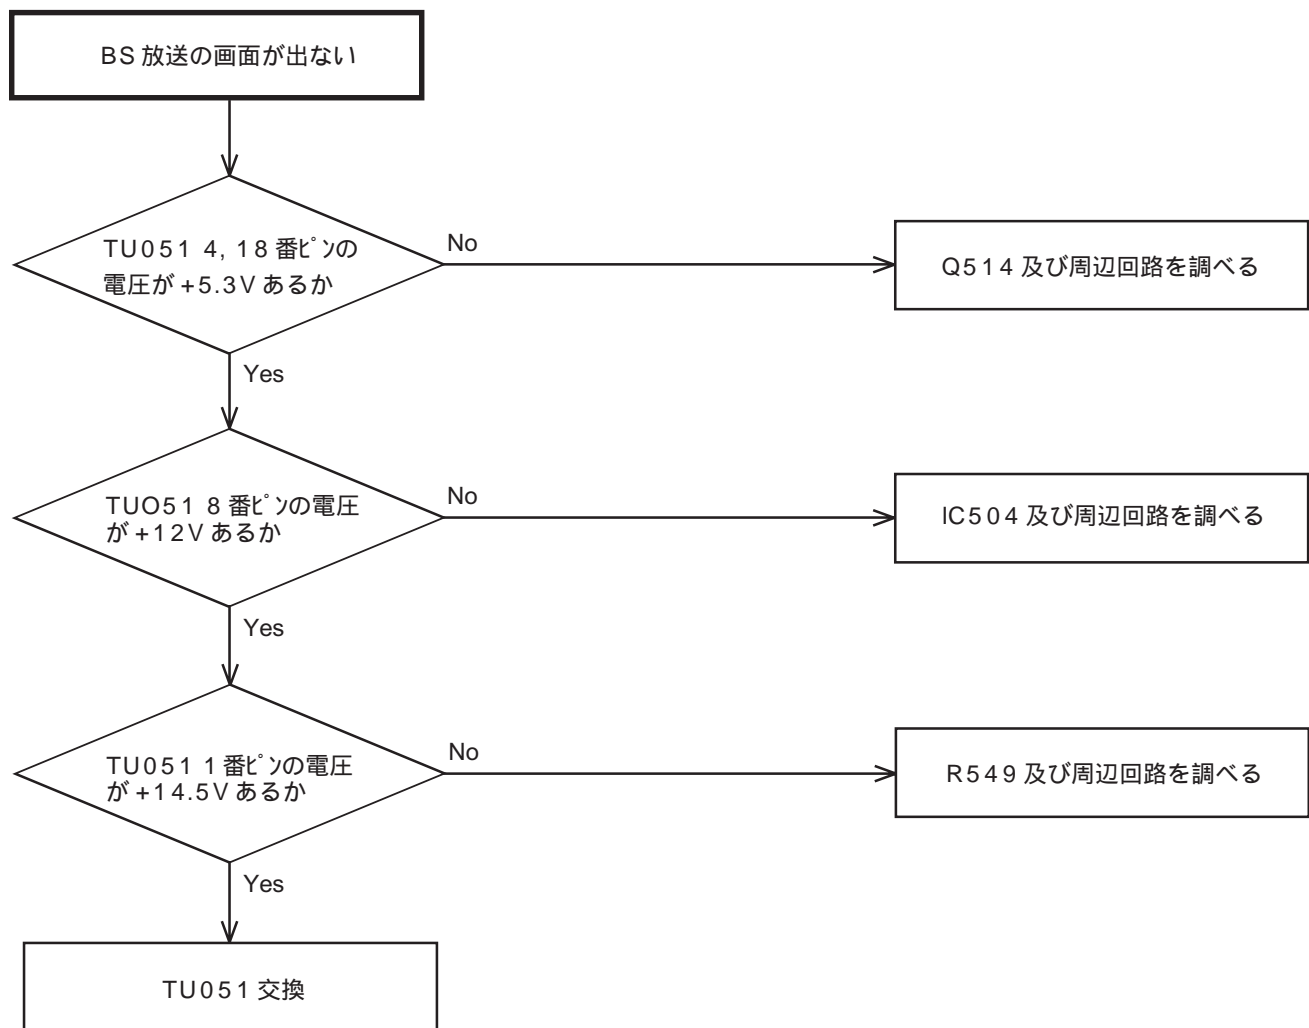 BS 放送の画面が出ない
TU051 4, 18 番ピンの
電圧が +5.3V あるか
No
Q514 及び周辺回路を調べる
Yes
TUO51 8 番ピンの電圧
が +12V あるか
No
IC504 及び周辺回路を調べる
Yes
TU051 1 番ピンの電圧
が +14.5V あるか
No
R549 及び周辺回路を調べる
Yes
TU051 交換